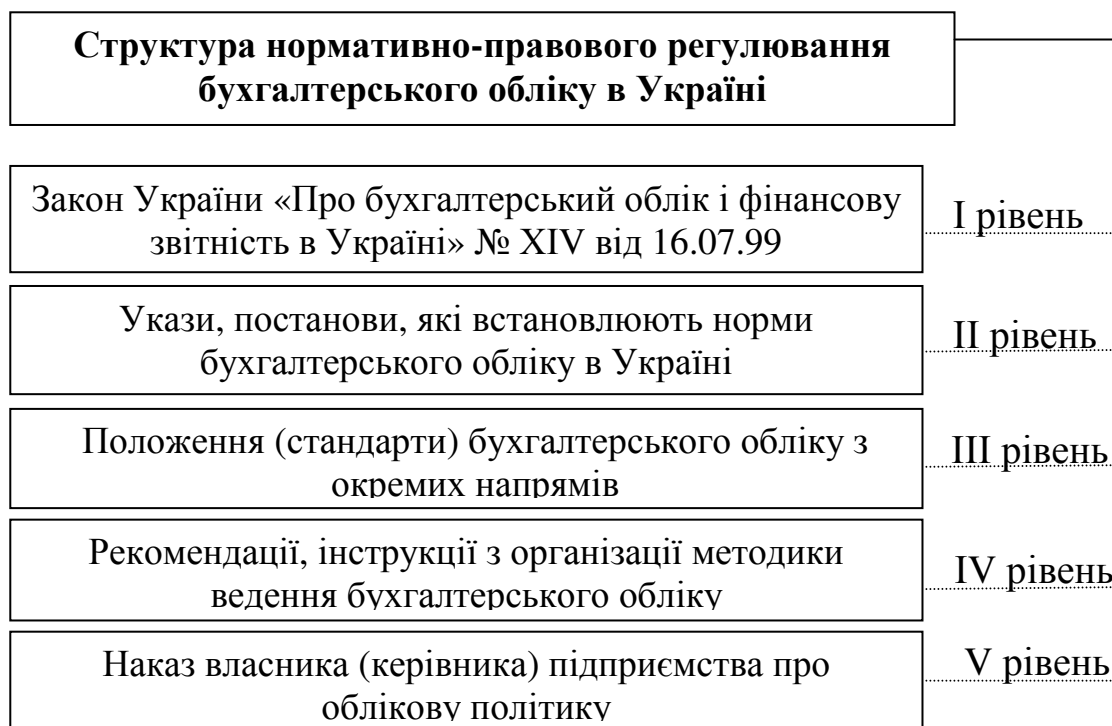 Структура нормативно-правового регулювання
бухгалтерського обліку в Україні
Закон України «Про бухгалтерський облік і фінансову
звітність в Україні» № XIV від 16.07.99
I рівень
Укази, постанови, які встановлюють норми
бухгалтерського обліку в Україні
II рівень
Положення (стандарти) бухгалтерського обліку з
окремих напрямів
III рівень
Рекомендації, інструкції з організації методики
ведення бухгалтерського обліку
IV рівень
Наказ власника (керівника) підприємства про
облікову політику
V рівень